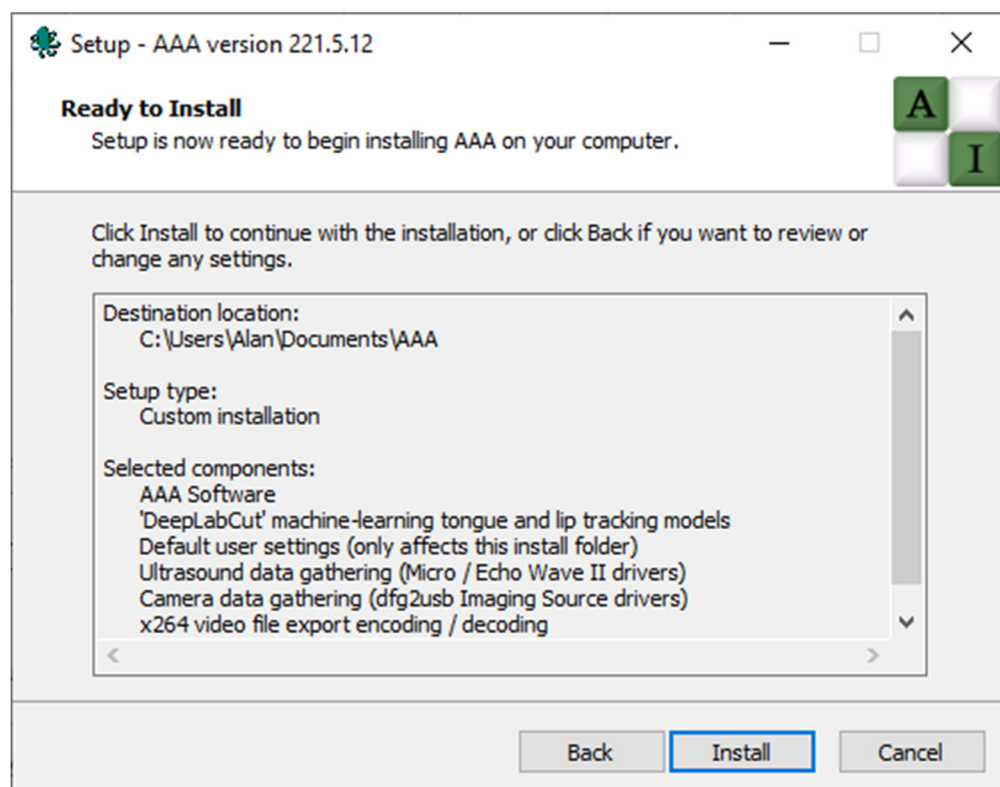 Setup - AAA version 221.5.12
Ready to Install
Setup is now ready to begin installing AAA on your computer.
A
I
Click Install to continue with the installation, or click Back if you want to review or
change any settings.
Destination location:
C:\Users\Alan\Documents\AAA
Setup type:
Custom installation
Selected components:
AAA Software
'DeepLabCut' machine-learning tongue and lip tracking models
Default user settings (only affects this install folder)
Ultrasound data gathering (Micro / Echo Wave II drivers)
Camera data gathering (dfg2usb Imaging Source drivers)
x264 video file export encoding / decoding
Back Install Cancel